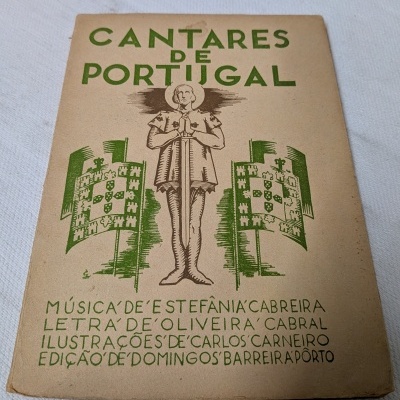 CANTARES
DE
PORTUGAL
MÚSICA DE ESTEFÂNIA CABREIRA
LETRA DE OLIVEIRA CABRAL
ILUSTRAÇÕES DE CARLOS CARNEIRO
EDIÇÃO DE DOMINGOS BARREIRA PÔRTO